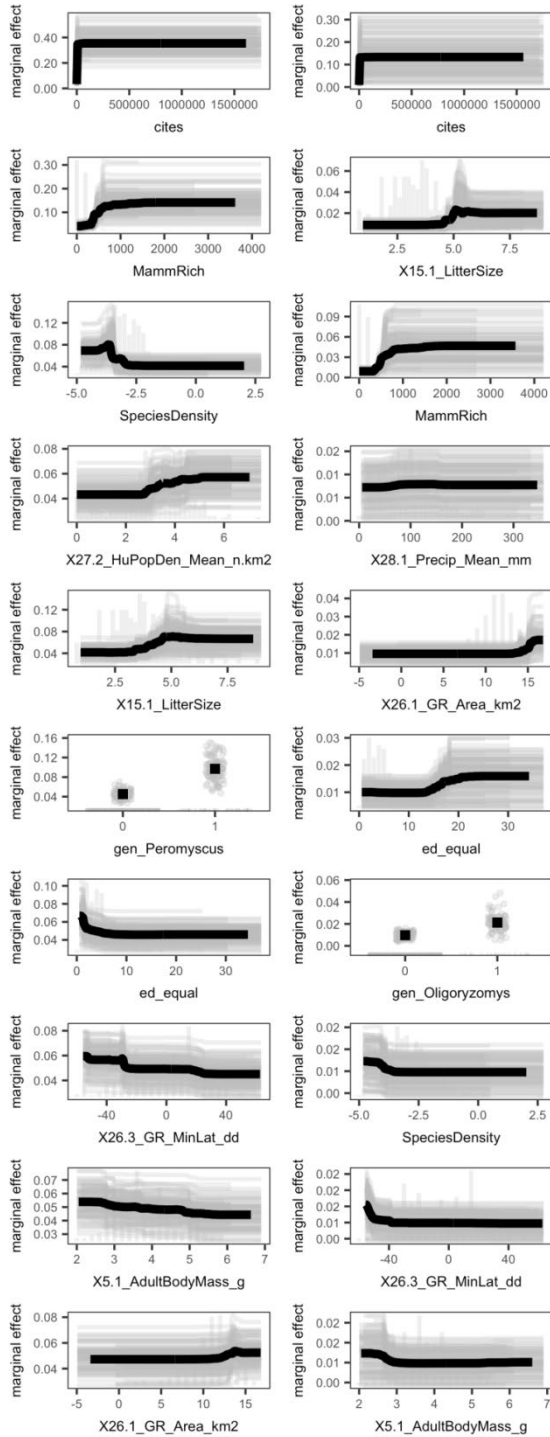 marginal effect
0.40
0.20
0.00
0 500000 1000000 1500000
cites
marginal effect
0.30
0.20
0.10
0.00
0 500000 1000000 1500000
cites
marginal effect
0.30
0.20
0.10
0 1000 2000 3000 4000
MammRich
marginal effect
0.06
0.04
0.02
2.5 5.0 7.5
X15.1_LitterSize
marginal effect
0.12
0.08
0.04
-5.0 -2.5 0.0 2.5
SpeciesDensity
marginal effect
0.09
0.06
0.03
0.00
0 1000 2000 3000 4000
MammRich
marginal effect
0.08
0.06
0.04
0 2 4 6
X27.2_HuPopDen_Mean_n.km2
marginal effect
0.02
0.01
0.01
0.00
0 100 200 300
X28.1_Precip_Mean_mm
marginal effect
0.12
0.08
0.04
2.5 5.0 7.5
X15.1_LitterSize
marginal effect
0.04
0.03
0.02
0.01
-5 0 5 10 15
X26.1_GR_Area_km2
marginal effect
0.16
0.12
0.08
0.04
0 1
gen_Peromyscus
marginal effect
0.03
0.02
0.01
0 10 20 30
ed_equal
marginal effect
0.10
0.08
0.06
0.04
0 10 20 30
ed_equal
marginal effect
0.06
0.04
0.02
0.00
0 1
gen_Oligoryzomys
marginal effect
0.08
0.06
0.04
-40 0 40
X26.3_GR_MinLat_dd
marginal effect
0.02
0.02
0.01
0.01
0.00
-5.0 -2.5 0.0 2.5
SpeciesDensity
marginal effect
0.07
0.06
0.05
0.04
0.03
2 3 4 5 6 7
X5.1_AdultBodyMass_g
marginal effect
0.02
0.02
0.01
0.01
-40 0 40
X26.3_GR_MinLat_dd
marginal effect
0.08
0.06
0.04
-5 0 5 10 15
X26.1_GR_Area_km2
marginal effect
0.02
0.01
0.01
0.00
2 3 4 5 6 7
X5.1_AdultBodyMass_g